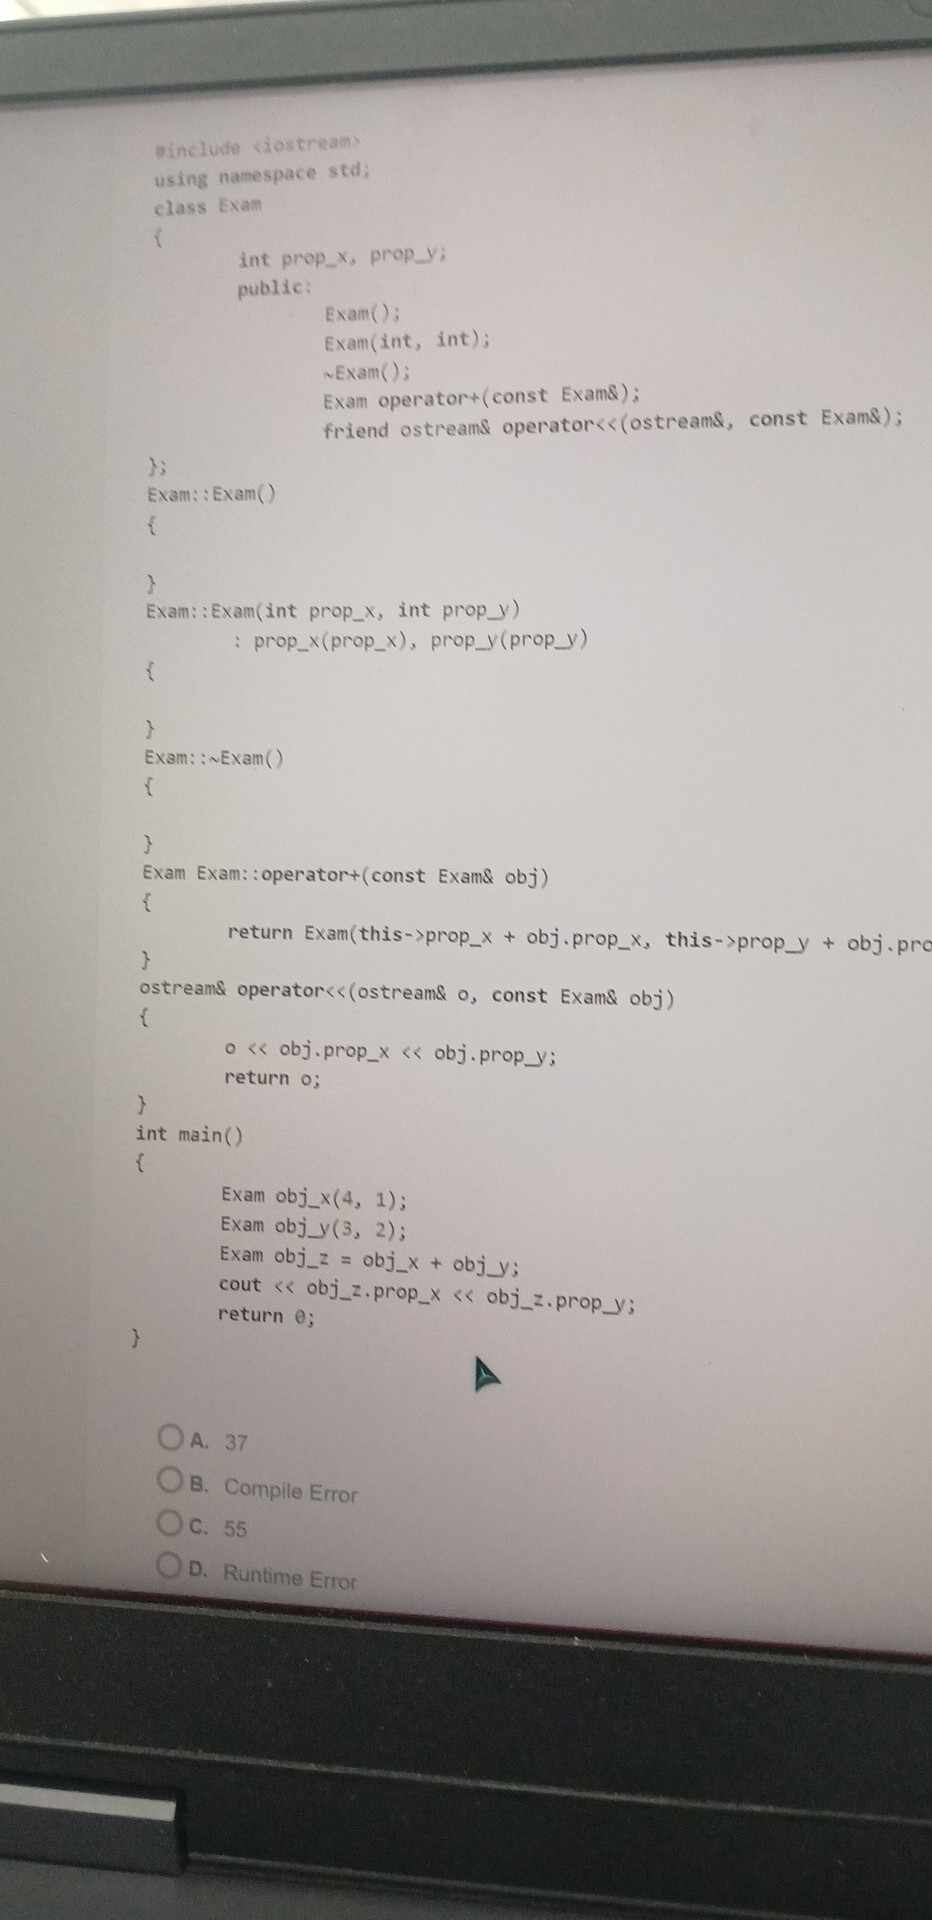 #include <iostream>
using namespace std;
class Exam
{
int prop_x, prop_y;
public:
Exam();
Exam(int, int);
~Exam();
Exam operator+(const Exam&);
friend ostream& operator<<(ostream&, const Exam&);
};
Exam::Exam()
{
}
Exam::Exam(int prop_x, int prop_y)
: prop_x(prop_x), prop_y(prop_y)
{
}
Exam::~Exam()
{
}
Exam Exam::operator+(const Exam& obj)
{
return Exam(this->prop_x + obj.prop_x, this->prop_y + obj.pro
}
ostream& operator<<(ostream& o, const Exam& obj)
{
o << obj.prop_x << obj.prop_y;
return o;
}
int main()
{
Exam obj_x(4, 1);
Exam obj_y(3, 2);
Exam obj_z = obj_x + obj_y;
cout << obj_z.prop_x << obj_z.prop_y;
return 0;
}
A. 37
B. Compile Error
C. 55
D. Runtime Error